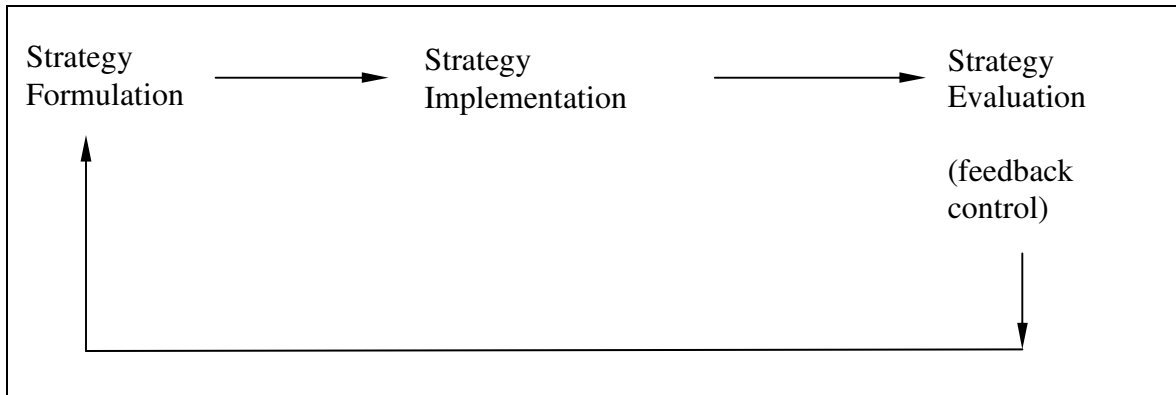 Strategy
Formulation
Strategy
Implementation
Strategy
Evaluation
(feedback
control)